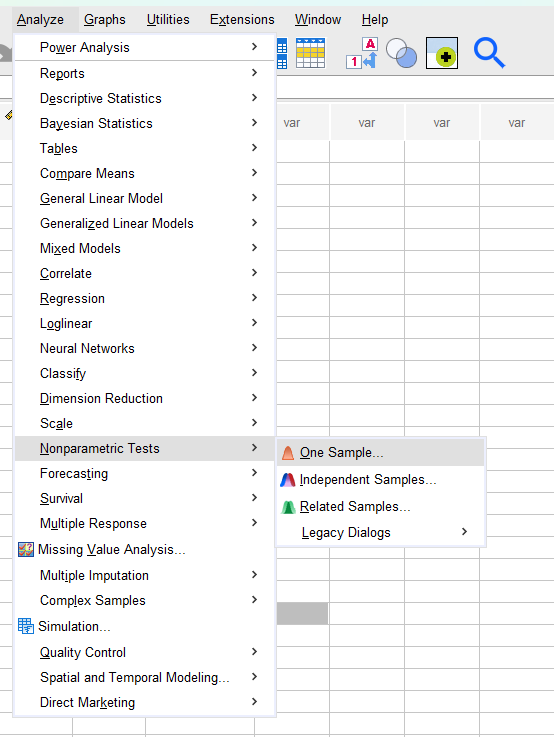 Analyze Graphs Utilities Extensions Window Help
Power Analysis
A
1
Reports
Descriptive Statistics
var var var var
Bayesian Statistics
Tables
Compare Means
General Linear Model
Generalized Linear Models
Mixed Models
Correlate
Regression
Loglinear
Neural Networks
Classify
Dimension Reduction
Scale
Nonparametric Tests
One Sample...
Forecasting
Independent Samples...
Survival
Related Samples...
Multiple Response
Legacy Dialogs
Missing Value Analysis...
Multiple Imputation
Complex Samples
Simulation...
Quality Control
Spatial and Temporal Modeling...
Direct Marketing